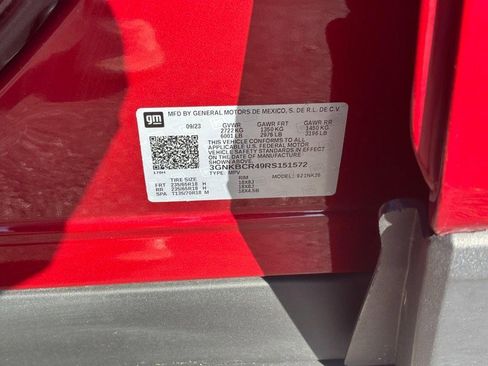 MFD BY GENERAL MOTORS DE MEXICO, S. DE R.L. DE C.V.
gm
09/23 GVWR GAWR FRT GAWR RR
2722 KG 1350 KG 1450 KG
6001 LB 2976 LB 3196 LB
THIS VEHICLE CONFORMS TO ALL
APPLICABLE U.S. FEDERAL MOTOR
VEHICLE SAFETY STANDARDS IN EFFECT
ON THE DATE OF MANUFACTURE SHOWN ABOVE.
3GNKBCR49RS151572
TYPE: MPV MODEL: 1NK26
TIRE SIZE RIM
FRT 235/65R18 H 18X8J
RR 235/65R18 H 18X8J
SPA T135/70R18 M 18X4.5B